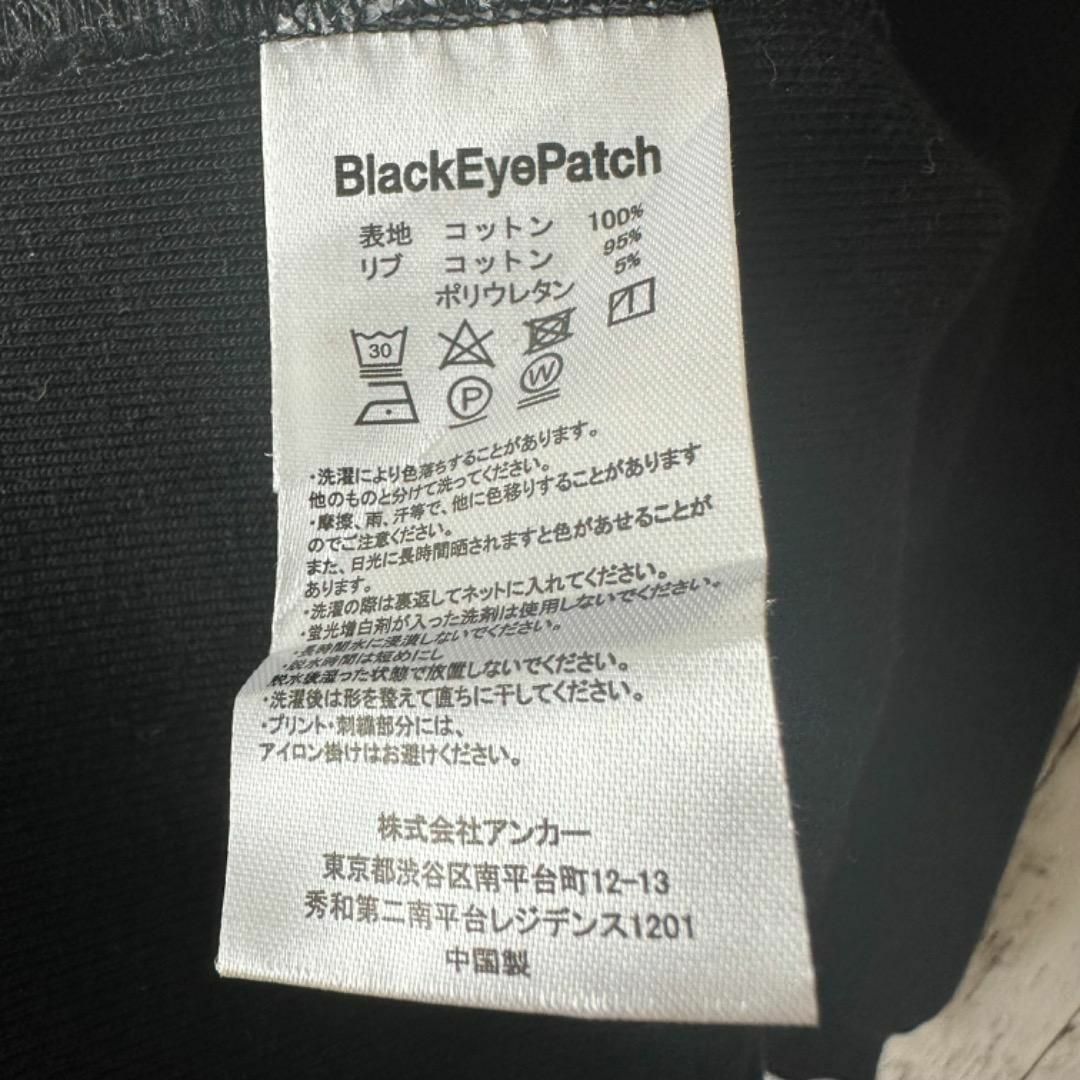 BlackEyePatch
表地 コットン 100%
リブ コットン 95%
ポリウレタン 5%
30
P W
・洗濯により色落ちすることがあります。
他のものと分けて洗ってください。
・摩擦、雨、汗等で、他に色移りすることがあります
のでご注意ください。
また、日光に長時間晒されますと色があせることが
あります。
・洗濯の際は裏返してネットに入れてください。
・蛍光増白剤が入った洗剤は使用しないでください。
・長時間水に浸漬しないでください。
・脱水時間は短めにし
脱水後湿った状態で放置しないでください。
・洗濯後は形を整えて直ちに干してください。
・プリント・刺繍部分には、
アイロン掛けはお避けください。
株式会社アンカー
東京都渋谷区南平台町12-13
秀和第二南平台レジデンス1201
中国製